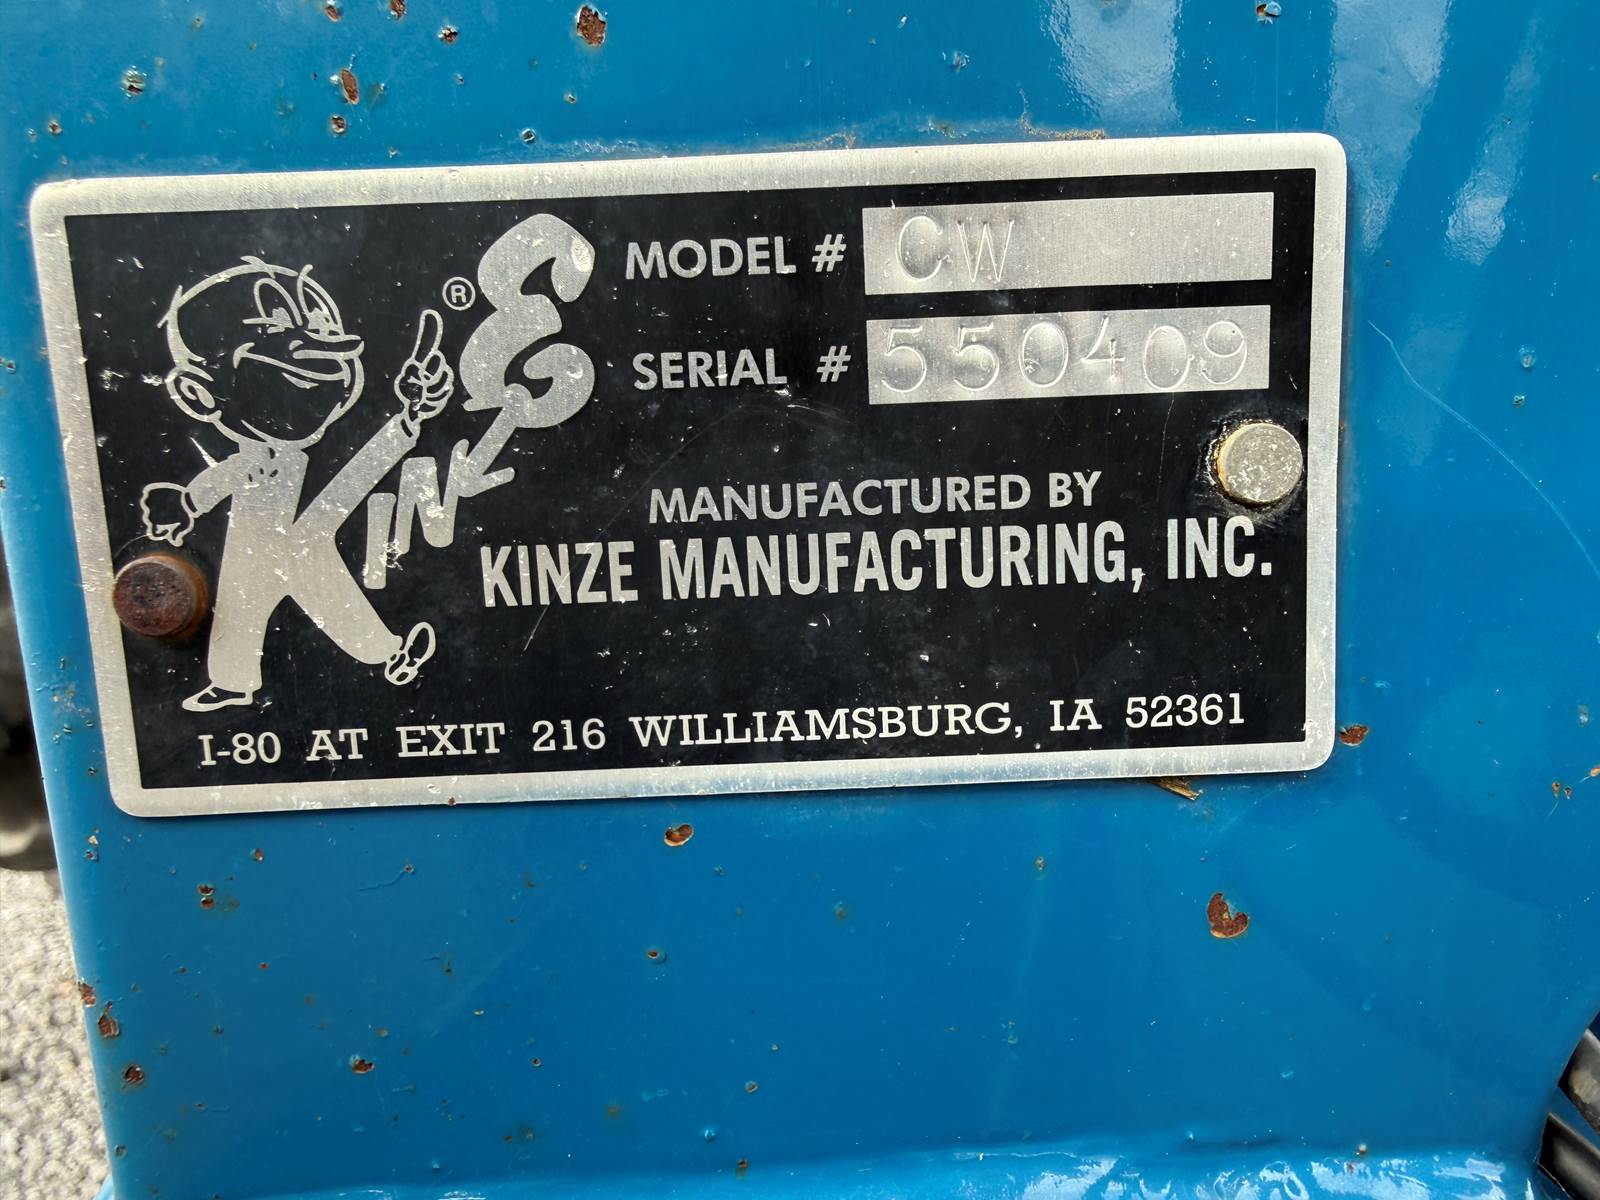 KINZE ®
MODEL # CW
SERIAL # 550409
MANUFACTURED BY
KINZE MANUFACTURING, INC.
I-80 AT EXIT 216 WILLIAMSBURG, IA 52361